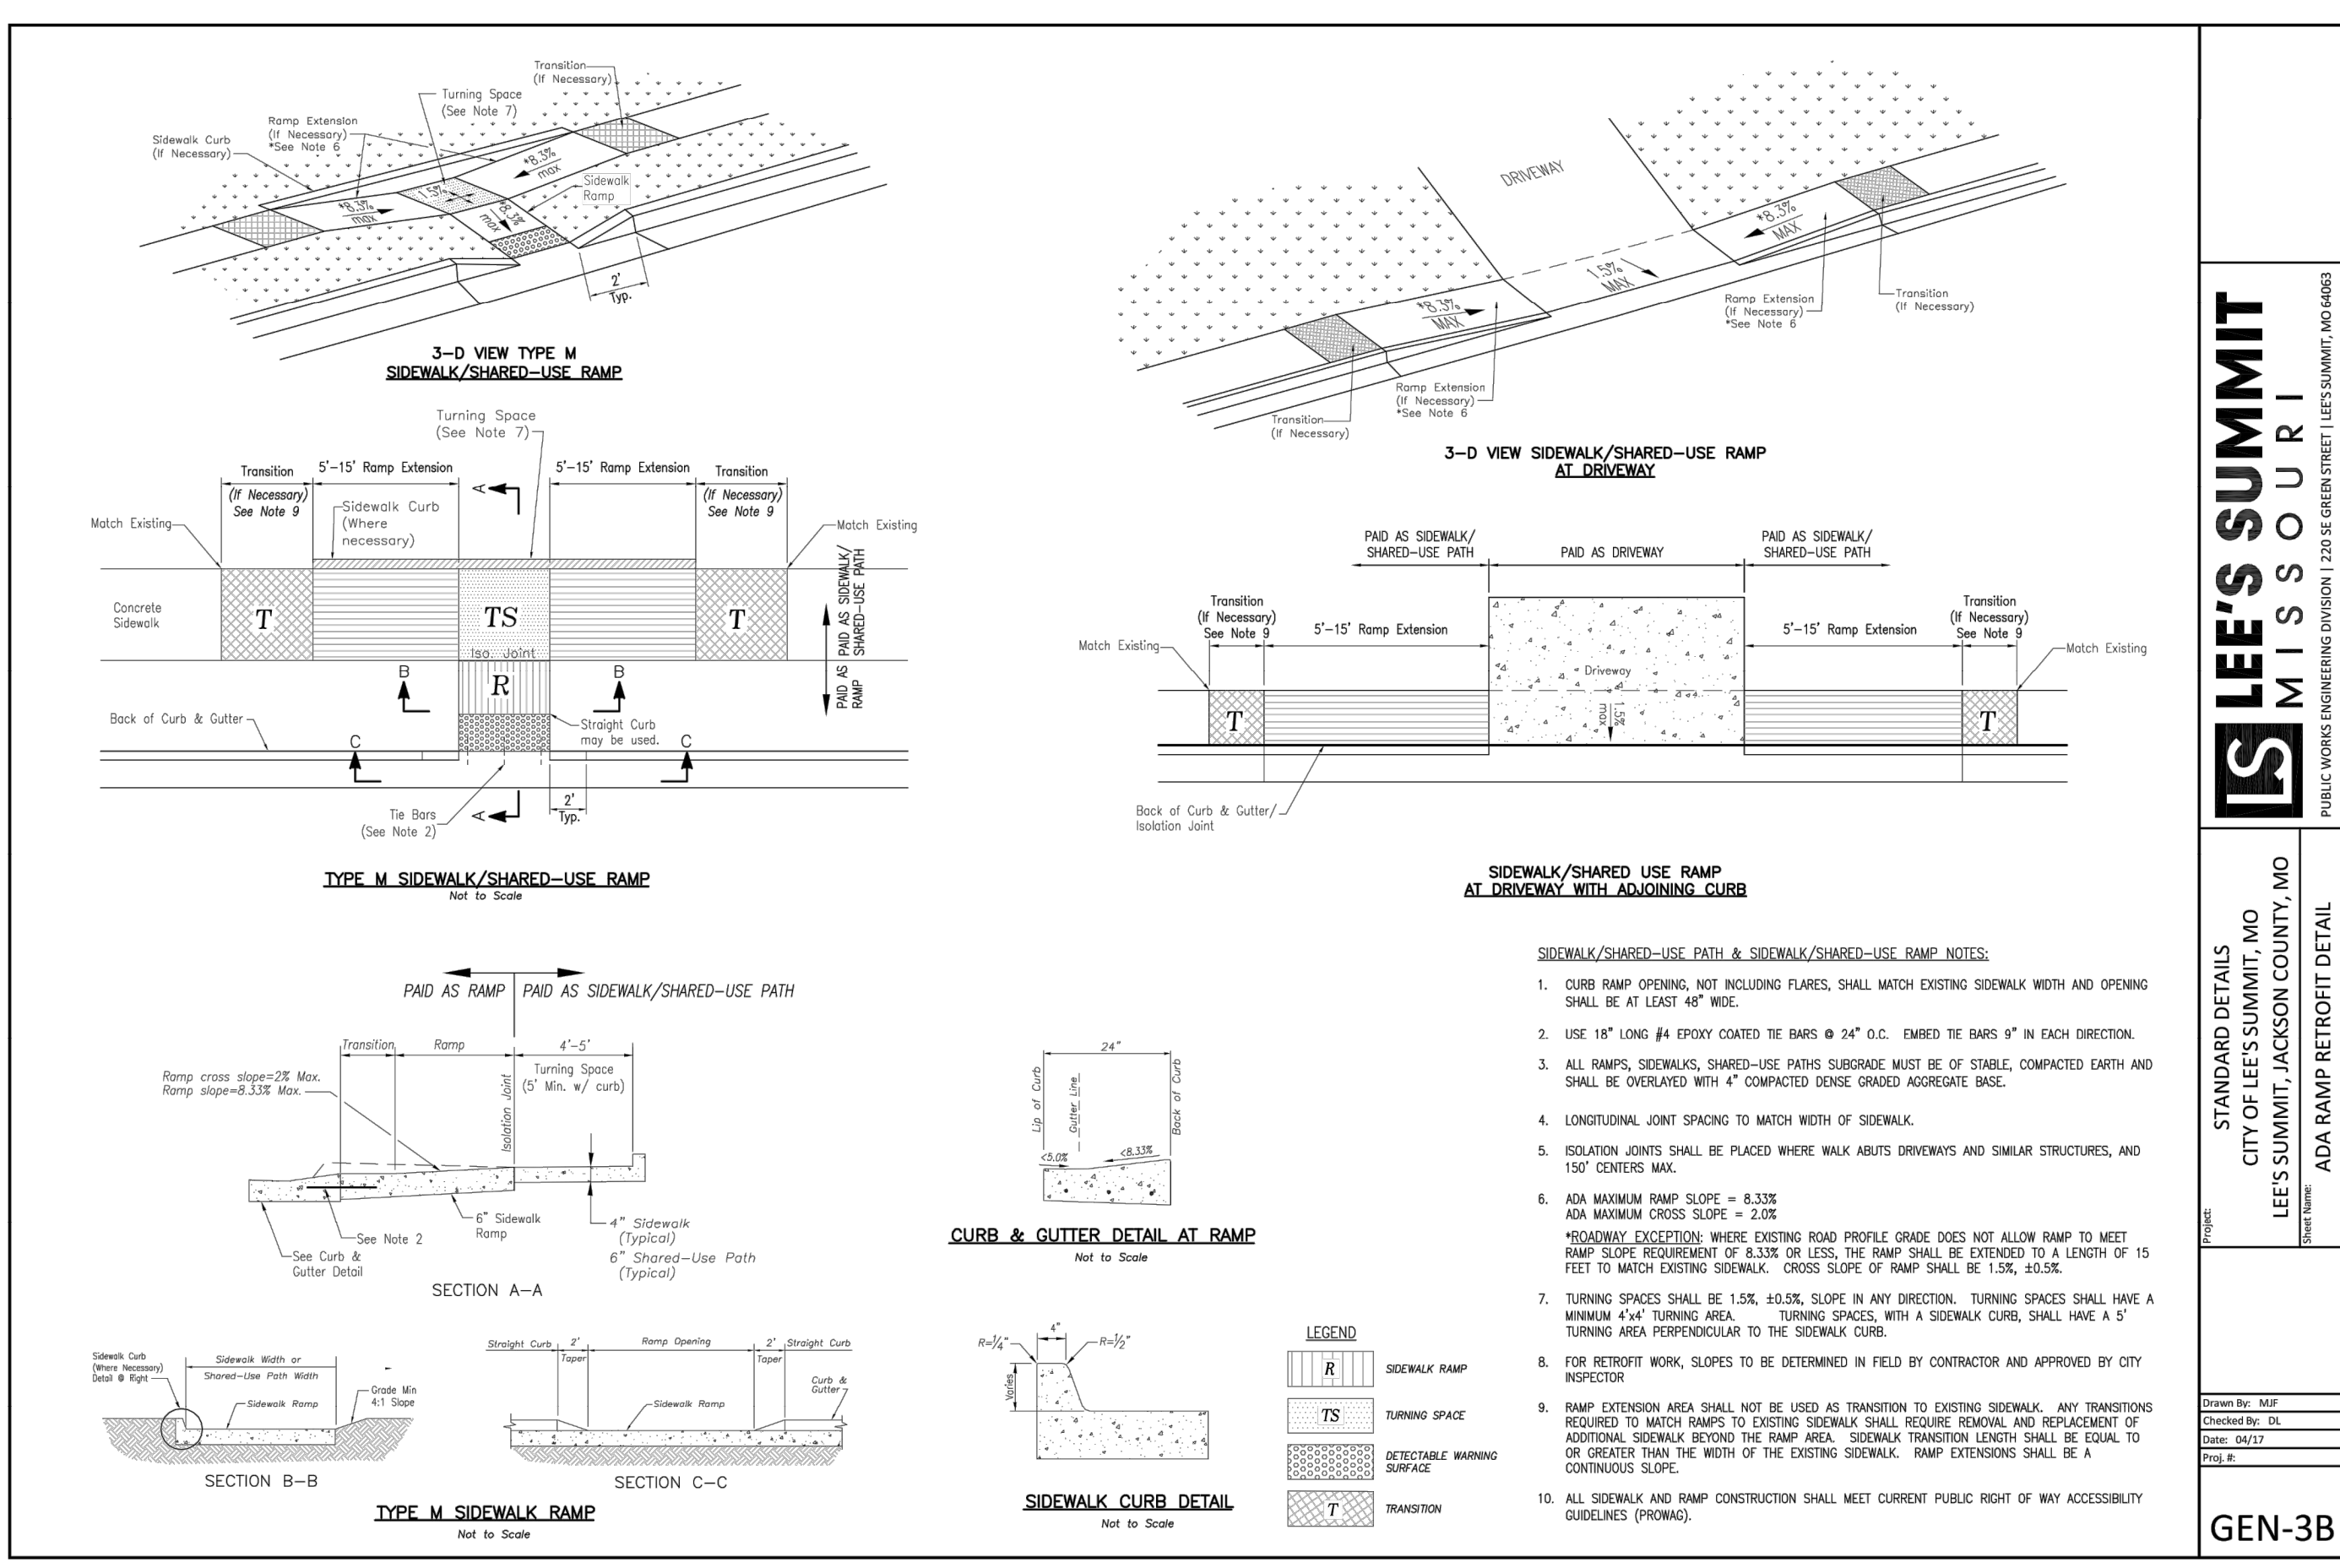 Transition
(If Necessary)
Turning Space
(See Note 7)
Ramp Extension
(If Necessary)
*See Note 6
Sidewalk Curb
(If Necessary)
*8.3%
max
Sidewalk
Ramp
1.5%
*8.3%
max
*8.3%
max
2'
Typ.
3-D VIEW TYPE M
SIDEWALK/SHARED-USE RAMP
DRIVEWAY
*8.3%
MAX
1.5%
MAX
*8.3%
MAX
Ramp Extension
(If Necessary)
*See Note 6
Transition
(If Necessary)
Ramp Extension
(If Necessary)
*See Note 6
Transition
(If Necessary)
3-D VIEW SIDEWALK/SHARED-USE RAMP
AT DRIVEWAY
Turning Space
(See Note 7)
Transition
(If Necessary)
See Note 9
5'-15' Ramp Extension
A
5'-15' Ramp Extension
Transition
(If Necessary)
See Note 9
Match Existing
Sidewalk Curb
(Where
necessary)
Match Existing
Concrete
Sidewalk
T
TS
T
Iso. Joint
PAID AS SIDEWALK/
SHARED-USE PATH
PAID AS
RAMP
B
R
B
Back of Curb & Gutter
Straight Curb
may be used.
C
C
Tie Bars
(See Note 2)
A
2'
Typ.
TYPE M SIDEWALK/SHARED-USE RAMP
Not to Scale
PAID AS SIDEWALK/
SHARED-USE PATH
PAID AS DRIVEWAY
PAID AS SIDEWALK/
SHARED-USE PATH
Transition
(If Necessary)
See Note 9
5'-15' Ramp Extension
5'-15' Ramp Extension
Transition
(If Necessary)
See Note 9
Match Existing
Match Existing
Driveway
1.5%
max
T
T
Back of Curb & Gutter/
Isolation Joint
SIDEWALK/SHARED USE RAMP
AT DRIVEWAY WITH ADJOINING CURB
PAID AS RAMP
PAID AS SIDEWALK/SHARED-USE PATH
Transition
Ramp
4'-5'
Turning Space
(5' Min. w/ curb)
Ramp cross slope=2% Max.
Ramp slope=8.33% Max.
Isolation Joint
6" Sidewalk
Ramp
See Note 2
See Curb &
Gutter Detail
4" Sidewalk
(Typical)
6" Shared-Use Path
(Typical)
SECTION A-A
24"
Lip of Curb
Gutter Line
Back of Curb
<5.0%
<8.33%
CURB & GUTTER DETAIL AT RAMP
Not to Scale
Sidewalk Curb
(Where Necessary)
Detail @ Right
Sidewalk Width or
Shared-Use Path Width
Grade Min
4:1 Slope
Sidewalk Ramp
SECTION B-B
Straight Curb
2'
Taper
Ramp Opening
2'
Taper
Straight Curb
Curb &
Gutter
Sidewalk Ramp
SECTION C-C
TYPE M SIDEWALK RAMP
Not to Scale
4"
R=1/4"
R=1/2"
Varies
SIDEWALK CURB DETAIL
Not to Scale
LEGEND
R
SIDEWALK RAMP
TS
TURNING SPACE
DETECTABLE WARNING
SURFACE
T
TRANSITION
SIDEWALK/SHARED-USE PATH & SIDEWALK/SHARED-USE RAMP NOTES:
1. CURB RAMP OPENING, NOT INCLUDING FLARES, SHALL MATCH EXISTING SIDEWALK WIDTH AND OPENING
SHALL BE AT LEAST 48" WIDE.
2. USE 18" LONG #4 EPOXY COATED TIE BARS @ 24" O.C. EMBED TIE BARS 9" IN EACH DIRECTION.
3. ALL RAMPS, SIDEWALKS, SHARED-USE PATHS SUBGRADE MUST BE OF STABLE, COMPACTED EARTH AND
SHALL BE OVERLAYED WITH 4" COMPACTED DENSE GRADED AGGREGATE BASE.
4. LONGITUDINAL JOINT SPACING TO MATCH WIDTH OF SIDEWALK.
5. ISOLATION JOINTS SHALL BE PLACED WHERE WALK ABUTS DRIVEWAYS AND SIMILAR STRUCTURES, AND
150' CENTERS MAX.
6. ADA MAXIMUM RAMP SLOPE = 8.33%
ADA MAXIMUM CROSS SLOPE = 2.0%
*ROADWAY EXCEPTION: WHERE EXISTING ROAD PROFILE GRADE DOES NOT ALLOW RAMP TO MEET
RAMP SLOPE REQUIREMENT OF 8.33% OR LESS, THE RAMP SHALL BE EXTENDED TO A LENGTH OF 15
FEET TO MATCH EXISTING SIDEWALK. CROSS SLOPE OF RAMP SHALL BE 1.5%, ±0.5%.
7. TURNING SPACES SHALL BE 1.5%, ±0.5%, SLOPE IN ANY DIRECTION. TURNING SPACES SHALL HAVE A
MINIMUM 4'x4' TURNING AREA. TURNING SPACES, WITH A SIDEWALK CURB, SHALL HAVE A 5'
TURNING AREA PERPENDICULAR TO THE SIDEWALK CURB.
8. FOR RETROFIT WORK, SLOPES TO BE DETERMINED IN FIELD BY CONTRACTOR AND APPROVED BY CITY
INSPECTOR
9. RAMP EXTENSION AREA SHALL NOT BE USED AS TRANSITION TO EXISTING SIDEWALK. ANY TRANSITIONS
REQUIRED TO MATCH RAMPS TO EXISTING SIDEWALK SHALL REQUIRE REMOVAL AND REPLACEMENT OF
ADDITIONAL SIDEWALK BEYOND THE RAMP AREA. SIDEWALK TRANSITION LENGTH SHALL BE EQUAL TO
OR GREATER THAN THE WIDTH OF THE EXISTING SIDEWALK. RAMP EXTENSIONS SHALL BE A
CONTINUOUS SLOPE.
10. ALL SIDEWALK AND RAMP CONSTRUCTION SHALL MEET CURRENT PUBLIC RIGHT OF WAY ACCESSIBILITY
GUIDELINES (PROWAG).
LS
LEE'S SUMMIT
MISSOURI
PUBLIC WORKS ENGINEERING DIVISION | 220 SE GREEN STREET | LEE'S SUMMIT, MO 64063
Project:
STANDARD DETAILS
CITY OF LEE'S SUMMIT, MO
LEE'S SUMMIT, JACKSON COUNTY, MO
Sheet Name:
ADA RAMP RETROFIT DETAIL
Drawn By: MJF
Checked By: DL
Date: 04/17
Proj. #:
GEN-3B